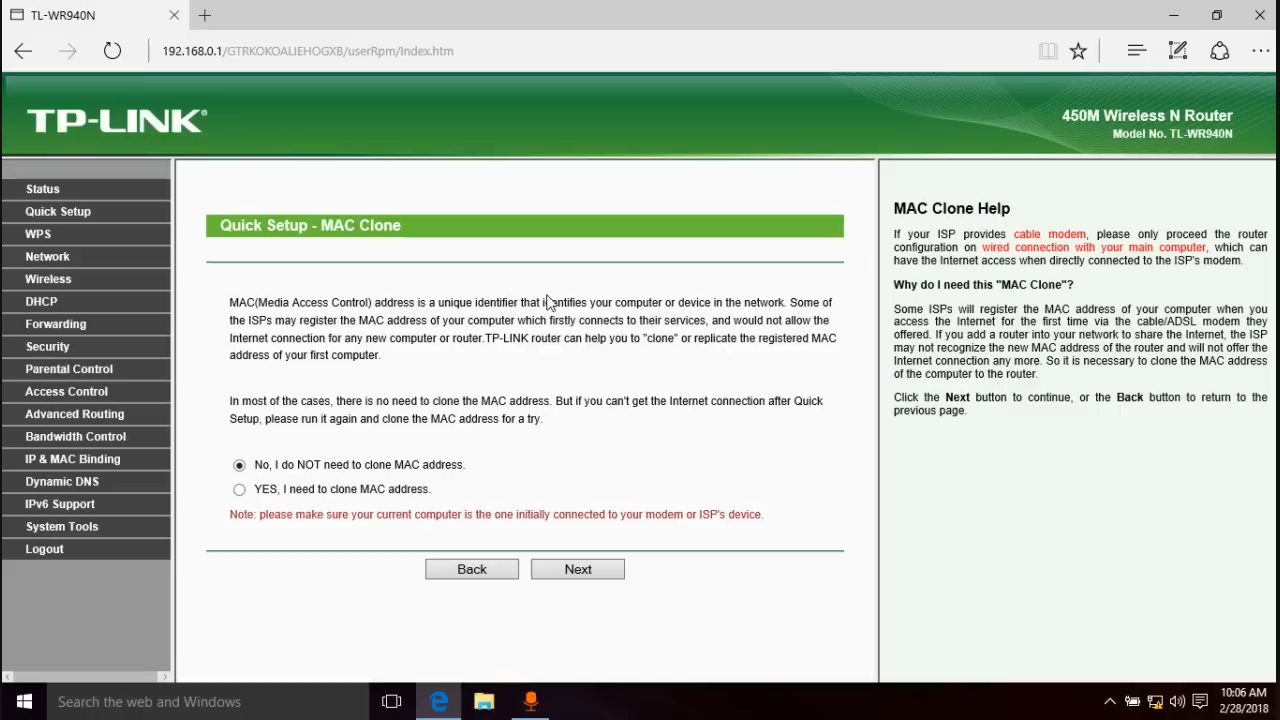 TL-WR940N
192.168.0.1/GTRKOKOALIEHOGXB/userRpm/Index.htm
TP-LINK®
450M Wireless N Router
Model No. TL-WR940N
Status
Quick Setup
WPS
Network
Wireless
DHCP
Forwarding
Security
Parental Control
Access Control
Advanced Routing
Bandwidth Control
IP & MAC Binding
Dynamic DNS
IPv6 Support
System Tools
Logout
Quick Setup - MAC Clone
MAC(Media Access Control) address is a unique identifier that identifies your computer or device in the network. Some of
the ISPs may register the MAC address of your computer which firstly connects to their services, and would not allow the
Internet connection for any new computer or router.TP-LINK router can help you to "clone" or replicate the registered MAC
address of your first computer.
In most of the cases, there is no need to clone the MAC address. But if you can't get the Internet connection after Quick
Setup, please run it again and clone the MAC address for a try.
No, I do NOT need to clone MAC address.
YES, I need to clone MAC address.
Note: please make sure your current computer is the one initially connected to your modem or ISP's device.
Back
Next
MAC Clone Help
If your ISP provides cable modem, please only proceed the router
configuration on wired connection with your main computer, which can
have the Internet access when directly connected to the ISP's modem.
Why do I need this "MAC Clone"?
Some ISPs will register the MAC address of your computer when you
access the Internet for the first time via the cable/ADSL modem they
offered. If you add a router into your network to share the Internet, the ISP
may not recognize the new MAC address of the router and will not offer the
Internet connection any more. So it is necessary to clone the MAC address
of the computer to the router.
Click the Next button to continue, or the Back button to return to the
previous page.
Search the web and Windows
10:06 AM
2/28/2018